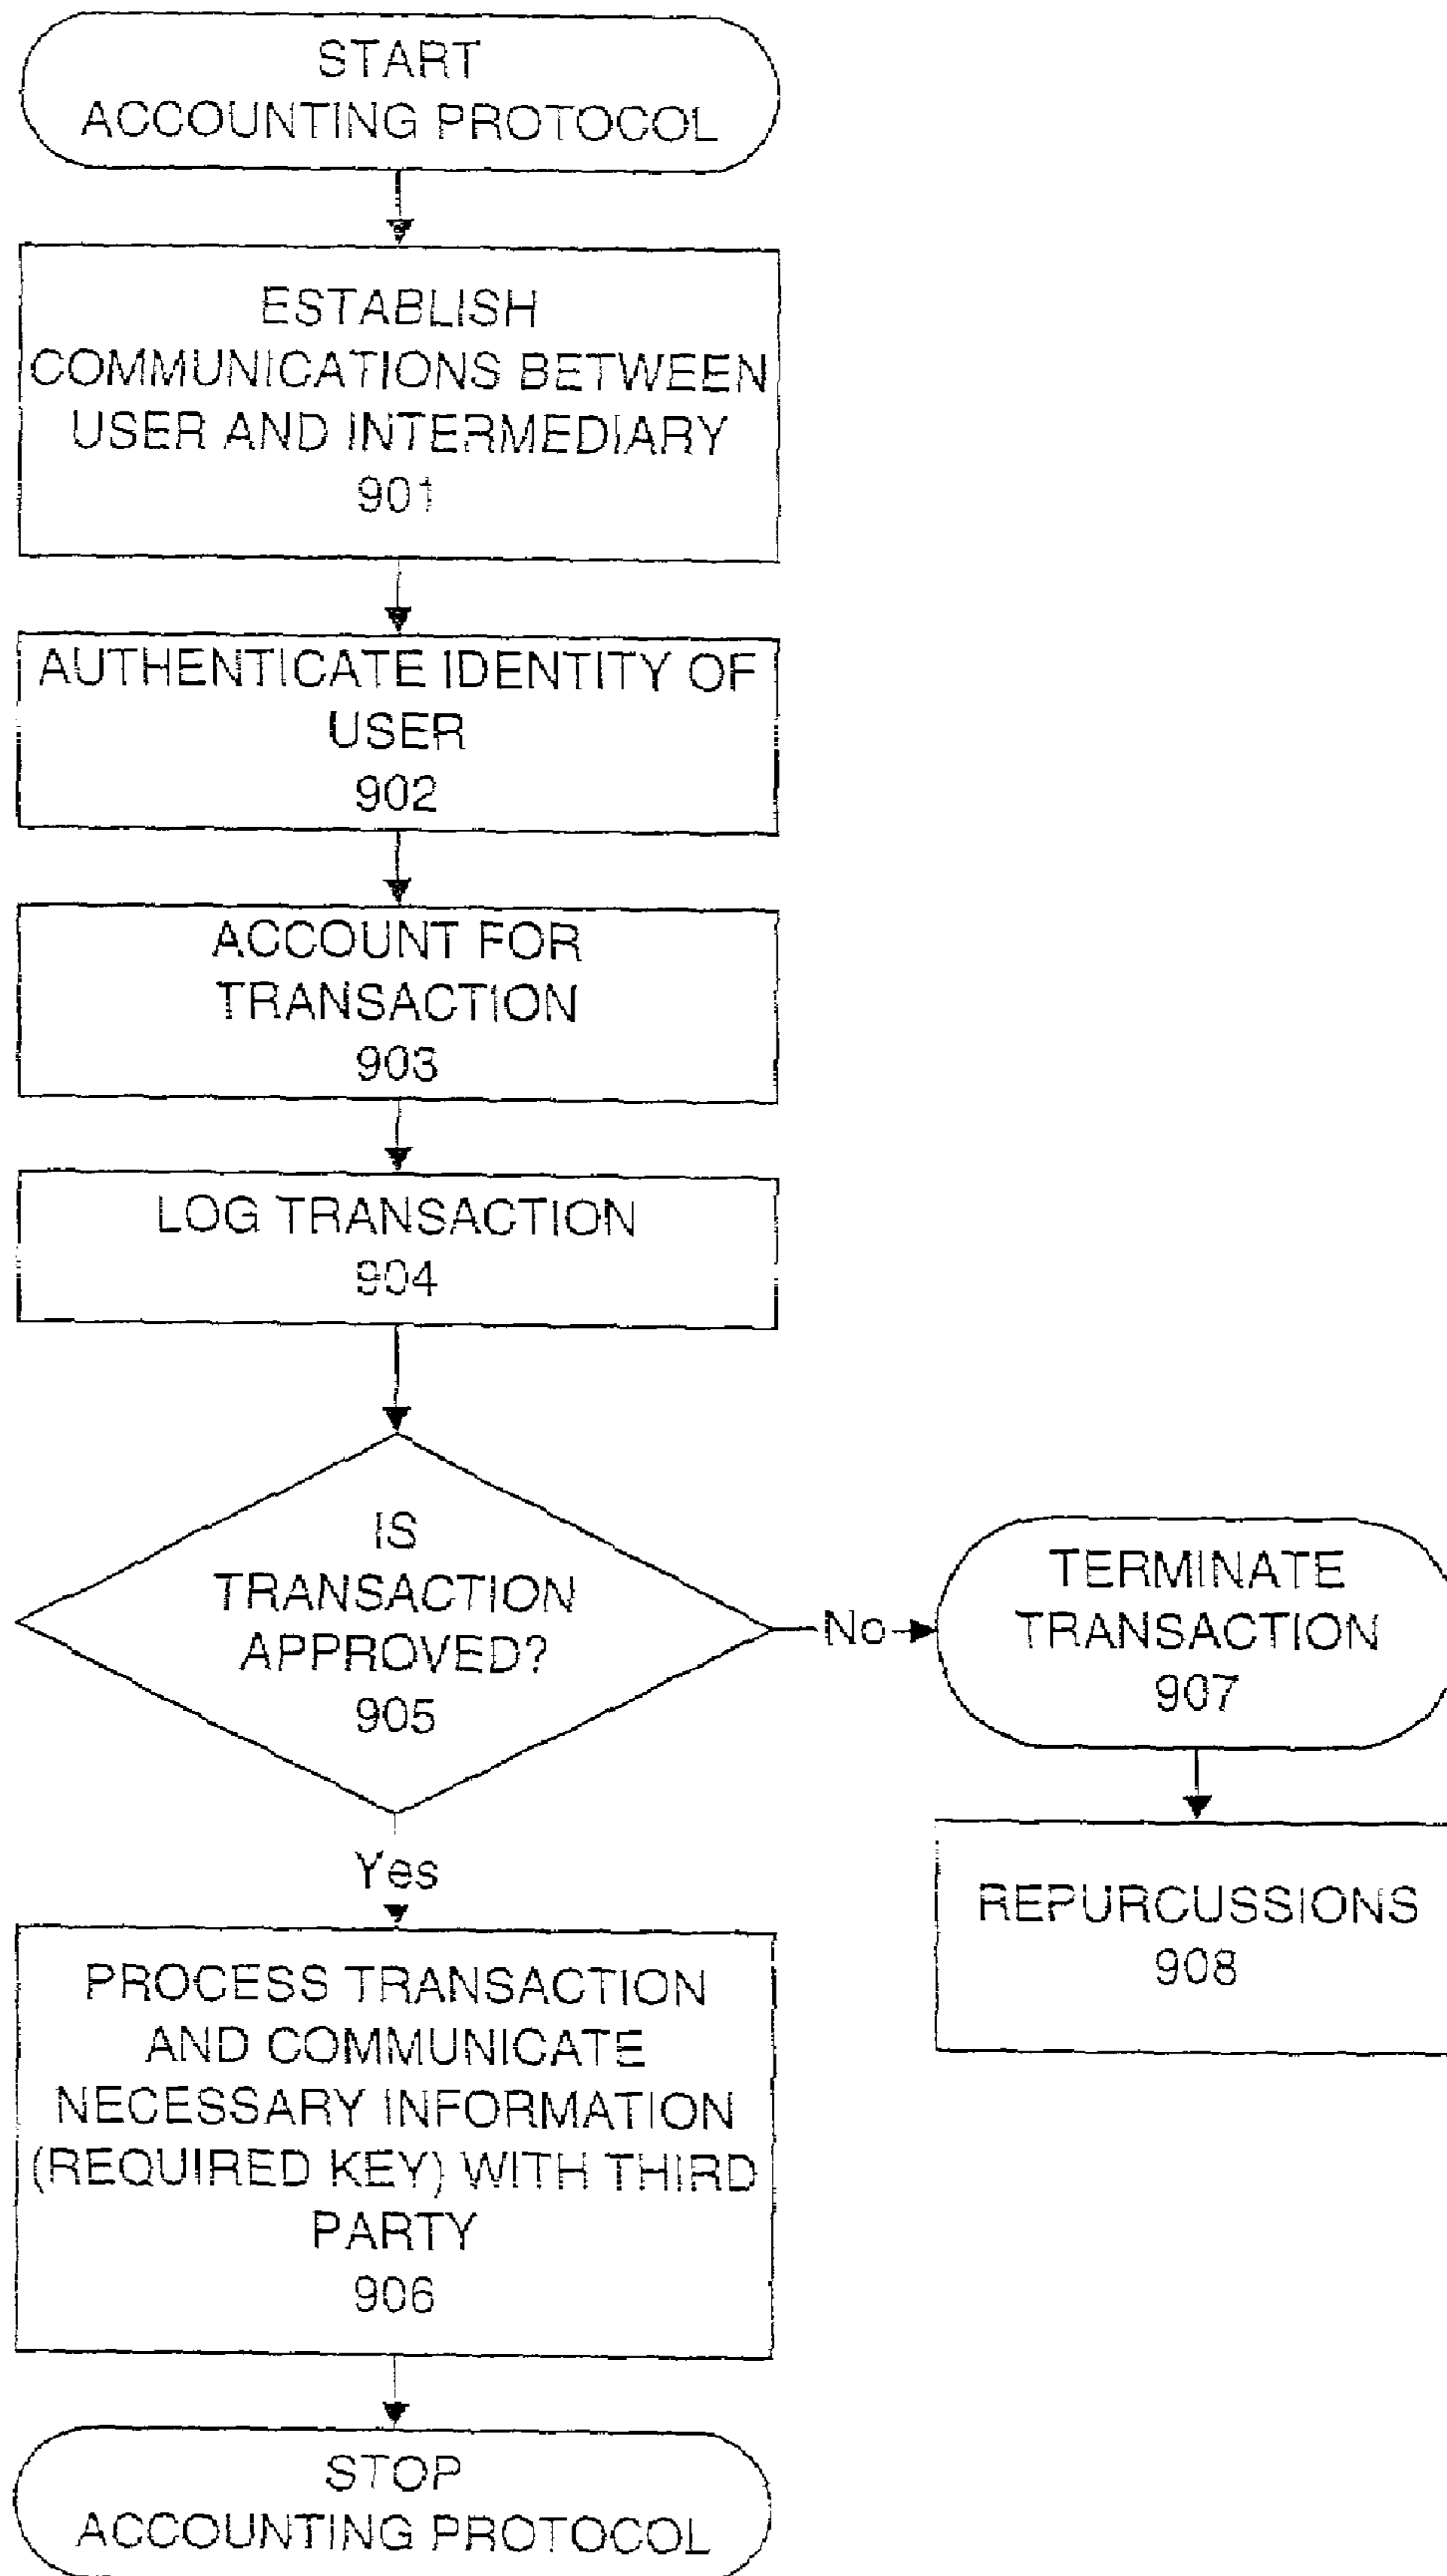 START
ACCOUNTING PROTOCOL
ESTABLISH
COMMUNICATIONS BETWEEN
USER AND INTERMEDIARY
901
AUTHENTICATE IDENTITY OF
USER
902
ACCOUNT FOR
TRANSACTION
903
LOG TRANSACTION
904
IS
TRANSACTION
APPROVED?
905
No
TERMINATE
TRANSACTION
907
REPURCUSSIONS
908
Yes
PROCESS TRANSACTION
AND COMMUNICATE
NECESSARY INFORMATION
(REQUIRED KEY) WITH THIRD
PARTY
906
STOP
ACCOUNTING PROTOCOL